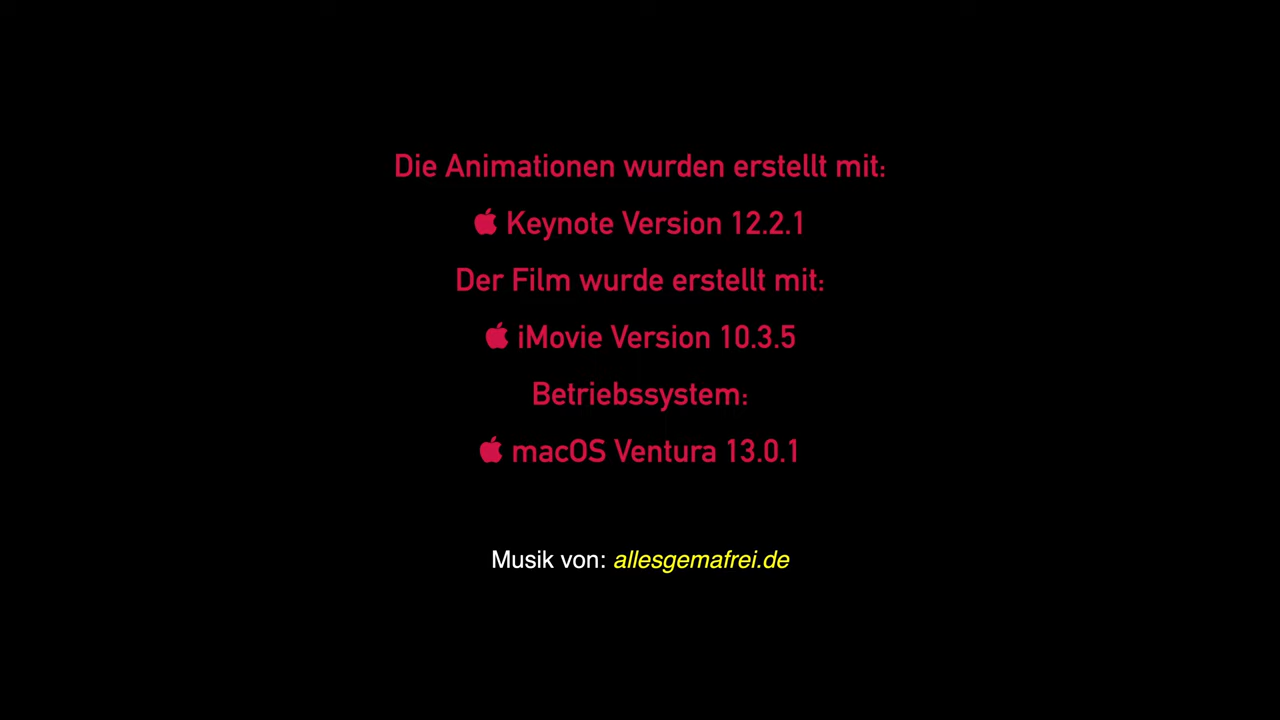 Die Animationen wurden erstellt mit:
Keynote Version 12.2.1
Der Film wurde erstellt mit:
iMovie Version 10.3.5
Betriebssystem:
macOS Ventura 13.0.1
Musik von: allesgemafrei.de